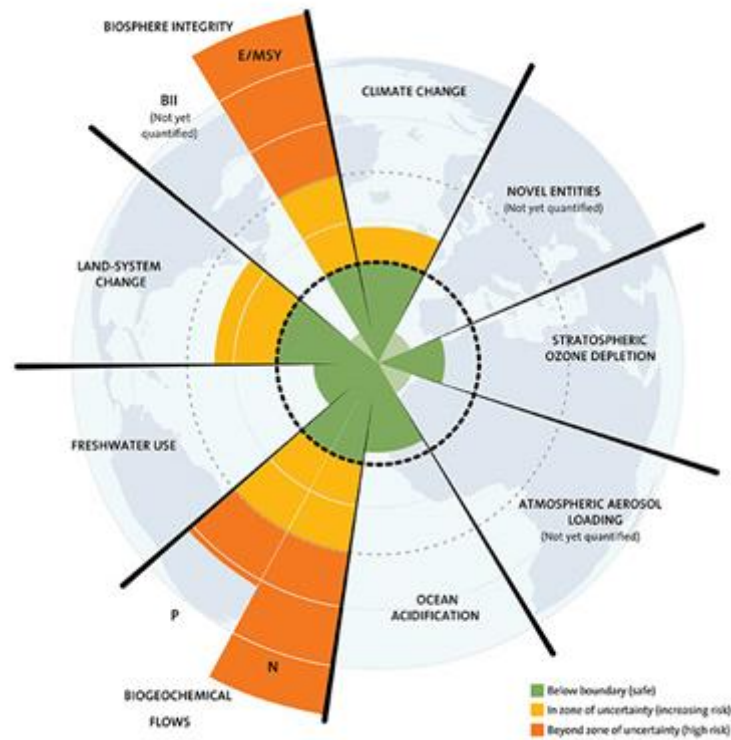 BIOSPHERE INTEGRITY
E/MSY
BII
(Not yet
quantified)
CLIMATE CHANGE
NOVEL ENTITIES
(Not yet quantified)
LAND-SYSTEM
CHANGE
STRATOSPHERIC
OZONE DEPLETION
FRESHWATER USE
ATMOSPHERIC AEROSOL
LOADING
(Not yet quantified)
OCEAN
ACIDIFICATION
P
N
BIOGEOCHEMICAL
FLOWS
Below boundary (safe)
In zone of uncertainty (increasing risk)
Beyond zone of uncertainty (high risk)